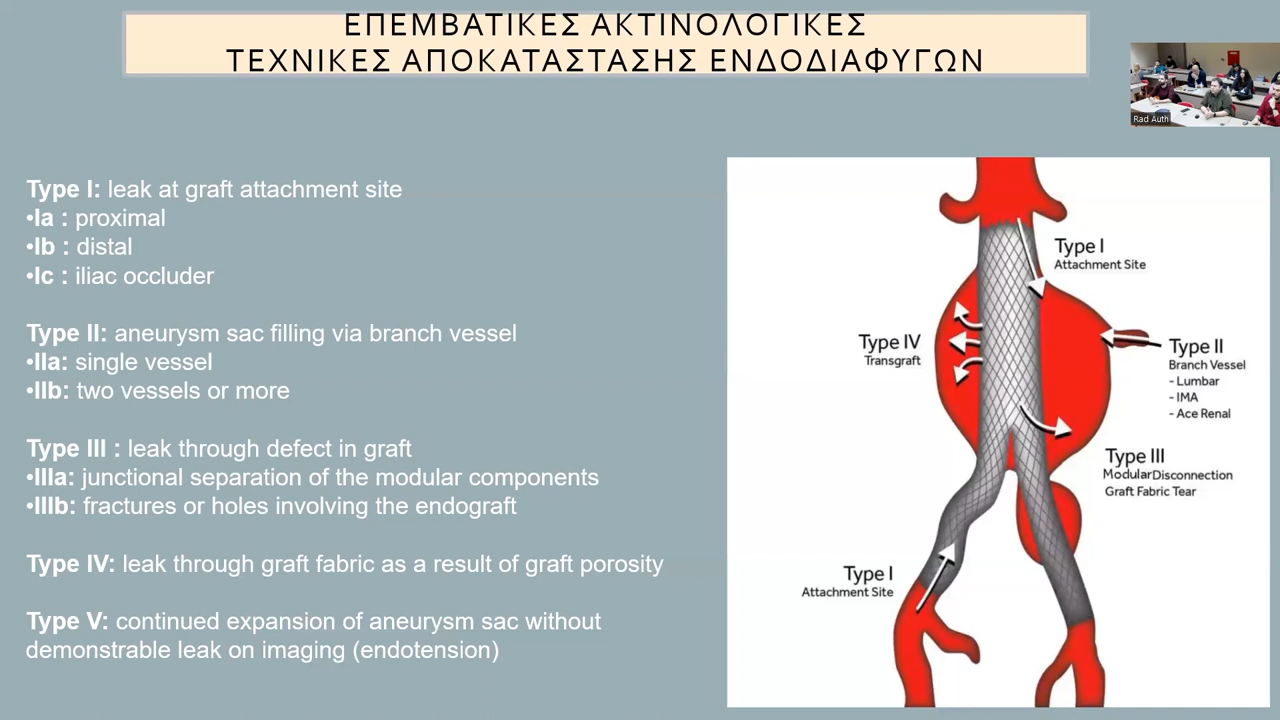 ΕΠΕΜΒΑΤΙΚΕΣ ΑΚΤΙΝΟΛΟΓΙΚΕΣ
ΤΕΧΝΙΚΕΣ ΑΠΟΚΑΤΑΣΤΑΣΗΣ ΕΝΔΟΔΙΑΦΥΓΩΝ
Rad Auth
Type I: leak at graft attachment site
•Ia : proximal
•Ib : distal
•Ic : iliac occluder
Type II: aneurysm sac filling via branch vessel
•IIa: single vessel
•IIb: two vessels or more
Type III : leak through defect in graft
•IIIa: junctional separation of the modular components
•IIIb: fractures or holes involving the endograft
Type IV: leak through graft fabric as a result of graft porosity
Type V: continued expansion of aneurysm sac without
demonstrable leak on imaging (endotension)
Type I
Attachment Site
Type IV
Transgraft
Type II
Branch Vessel
- Lumbar
- IMA
- Ace Renal
Type III
Modular Disconnection
Graft Fabric Tear
Type I
Attachment Site